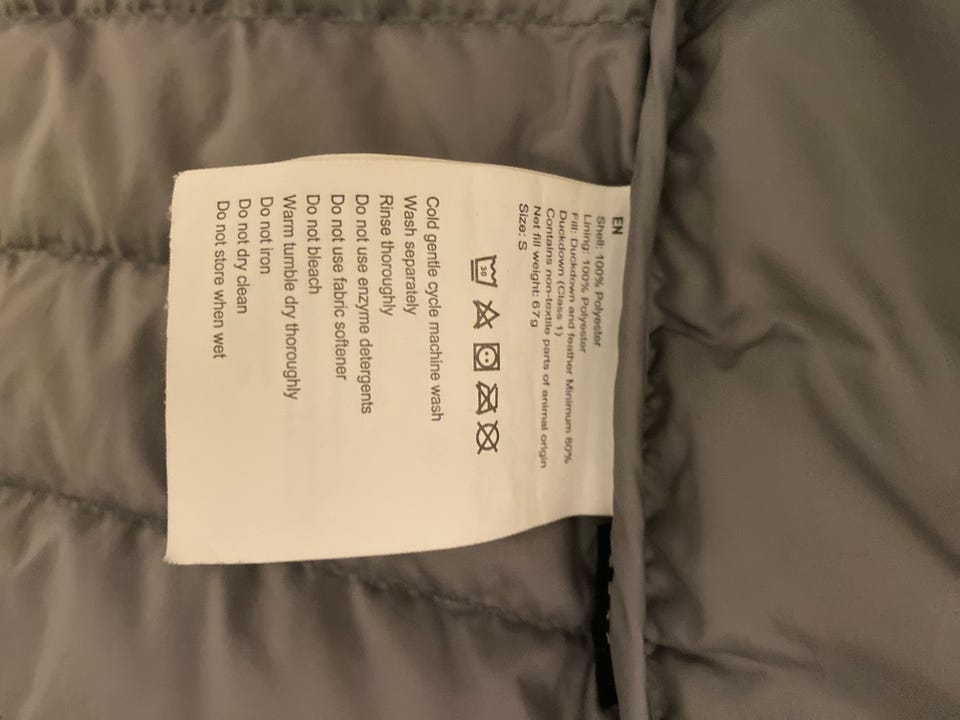 EN
Shell: 100% Polyester
Lining: 100% Polyester
Fill: Duckdown and feather Minimum 80%
Duckdown (Class 1)
Contains non-textile parts of animal origin
Net fill weight: 67g
Size: S
30
Cold gentle cycle machine wash
Wash separately
Rinse thoroughly
Do not use enzyme detergents
Do not use fabric softener
Do not bleach
Warm tumble dry thoroughly
Do not iron
Do not dry clean
Do not store when wet